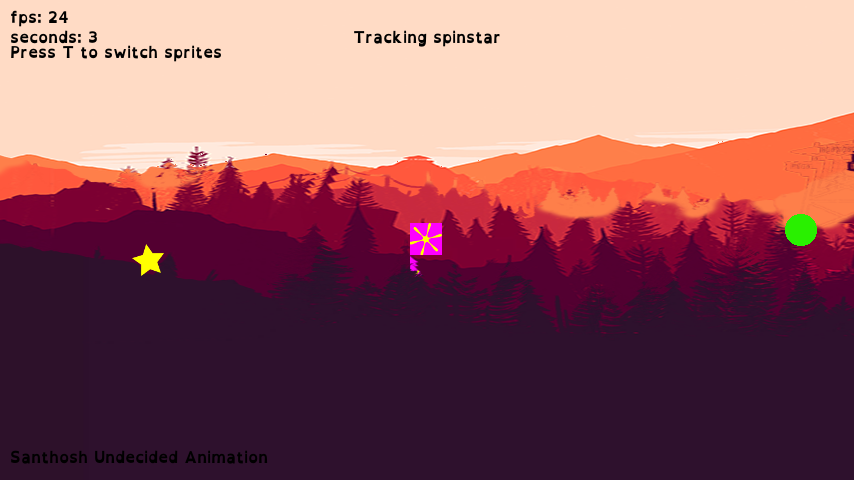 fps: 24
seconds: 3
Press T to switch sprites
Tracking spinstar
Santhosh Undecided Animation